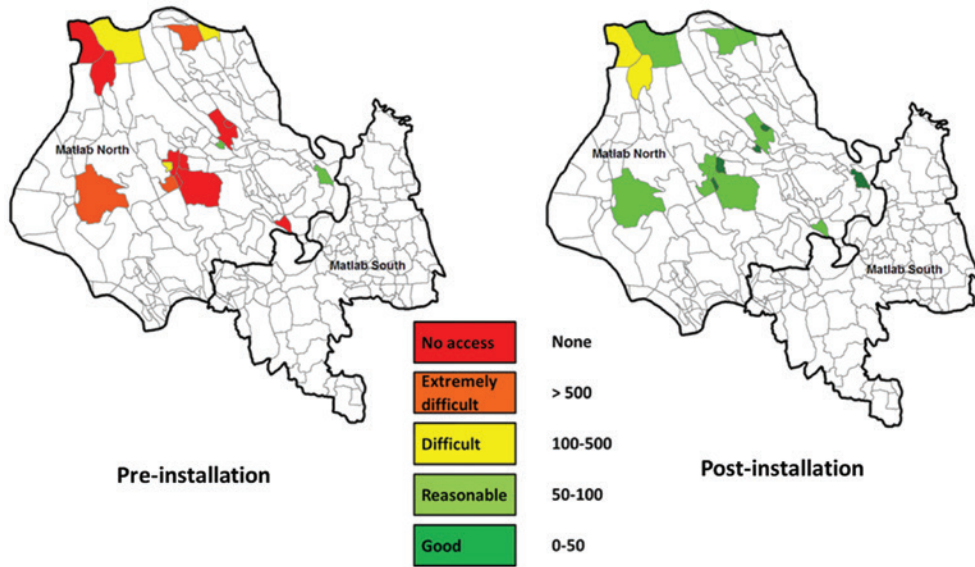 Matlab North
Matlab South
Matlab North
Matlab South
No access None
Extremely
difficult > 500
Difficult 100-500
Reasonable 50-100
Good 0-50
Pre-installation
Post-installation